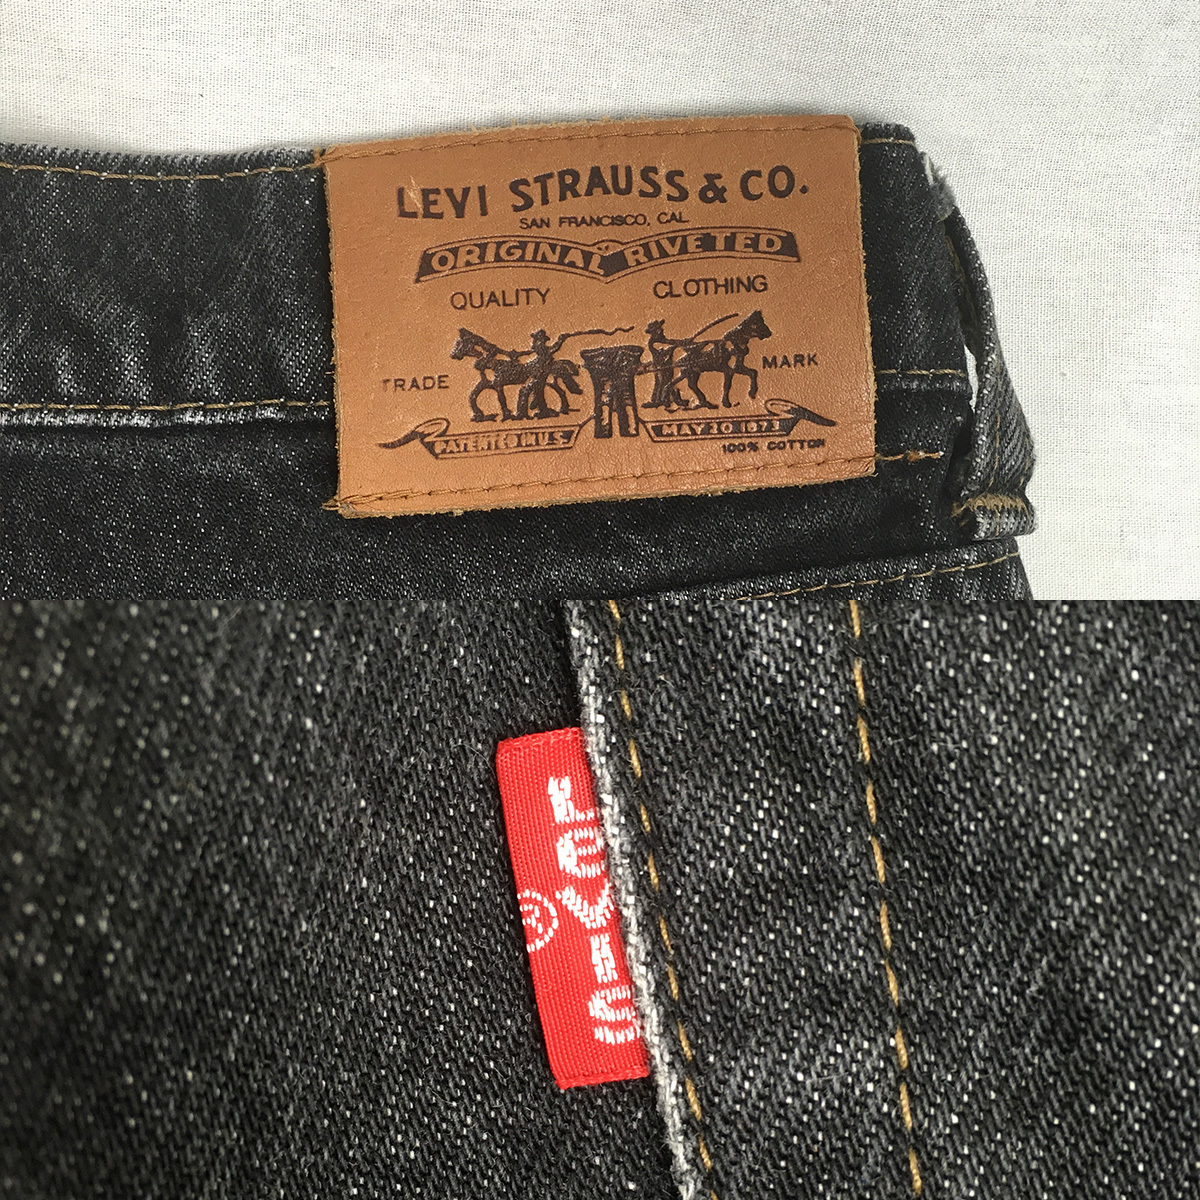 LEVI STRAUSS & CO.
SAN FRANCISCO, CAL
ORIGINAL RIVETED
QUALITY CLOTHING
TRADE MARK
PATENTED IN U.S. MAY 20 1873
100% COTTON
LEVI'S
®